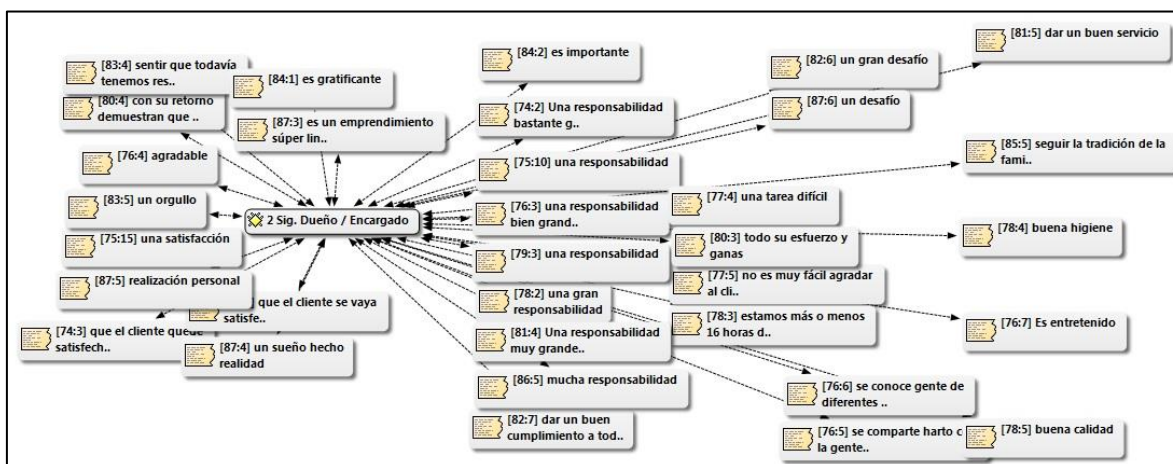 [83:4] sentir que todavía
tenemos res..
[80:4] con su retorno
demuestran que ..
[76:4] agradable
[83:5] un orgullo
[75:15] una satisfacción
[87:5] realización personal
[74:3] que el cliente quede
satisfech..
[84:1] es gratificante
[87:3] es un emprendimiento
súper lin..
2 Sig. Dueño / Encargado
que el cliente se vaya
satisfe..
[87:4] un sueño hecho
realidad
[84:2] es importante
[74:2] Una responsabilidad
bastante g..
[75:10] una responsabilidad
[76:3] una responsabilidad
bien grand..
[79:3] una responsabilidad
[78:2] una gran
responsabilidad
[81:4] Una responsabilidad
muy grande..
[86:5] mucha responsabilidad
[82:7] dar un buen
cumplimiento a tod..
[82:6] un gran desafío
[87:6] un desafío
[77:4] una tarea difícil
[80:3] todo su esfuerzo y
ganas
[77:5] no es muy fácil agradar
al cli..
[78:3] estamos más o menos
16 horas d..
[76:6] se conoce gente de
diferentes ..
[76:5] se comparte harto
la gente..
[81:5] dar un buen servicio
[85:5] seguir la tradición de la
fami..
[78:4] buena higiene
[76:7] Es entretenido
[78:5] buena calidad